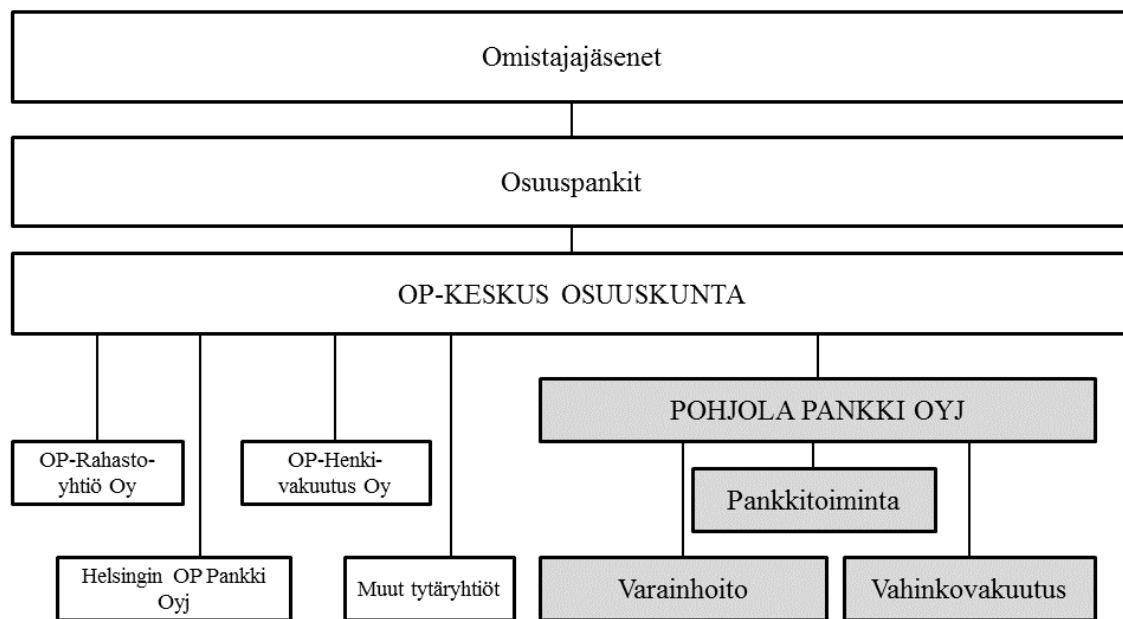 Omistajajäsenet
Osuuspankit
OP-KESKUS OSUUSKUNTA
POHJOLA PANKKI OYJ
OP-Rahasto-
yhtiö Oy
OP-Henki-
vakuutus Oy
Pankkitoiminta
Helsingin OP Pankki
Oyj
Muut tytäryhtiöt
Varainhoito
Vahinkovakuutus